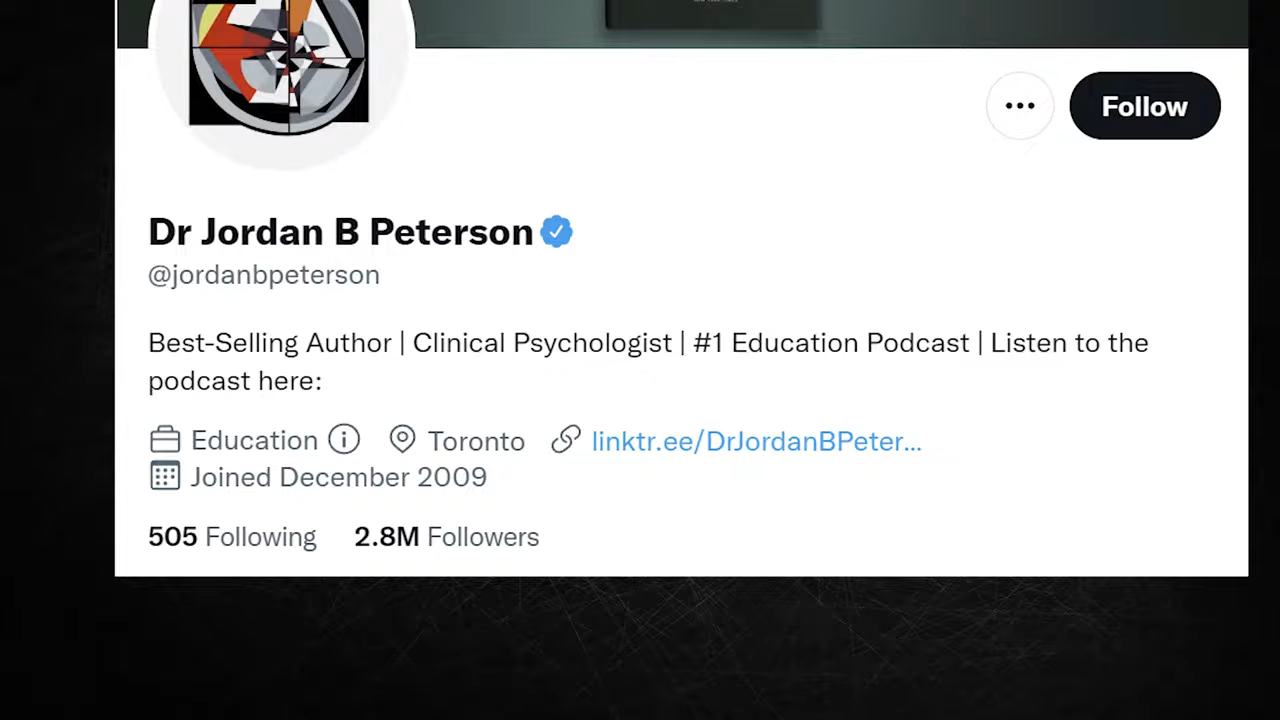 Follow
Dr Jordan B Peterson
@jordanbpeterson
Best-Selling Author | Clinical Psychologist | #1 Education Podcast | Listen to the
podcast here:
Education Toronto linktr.ee/DrJordanBPeter...
Joined December 2009
505 Following 2.8M Followers